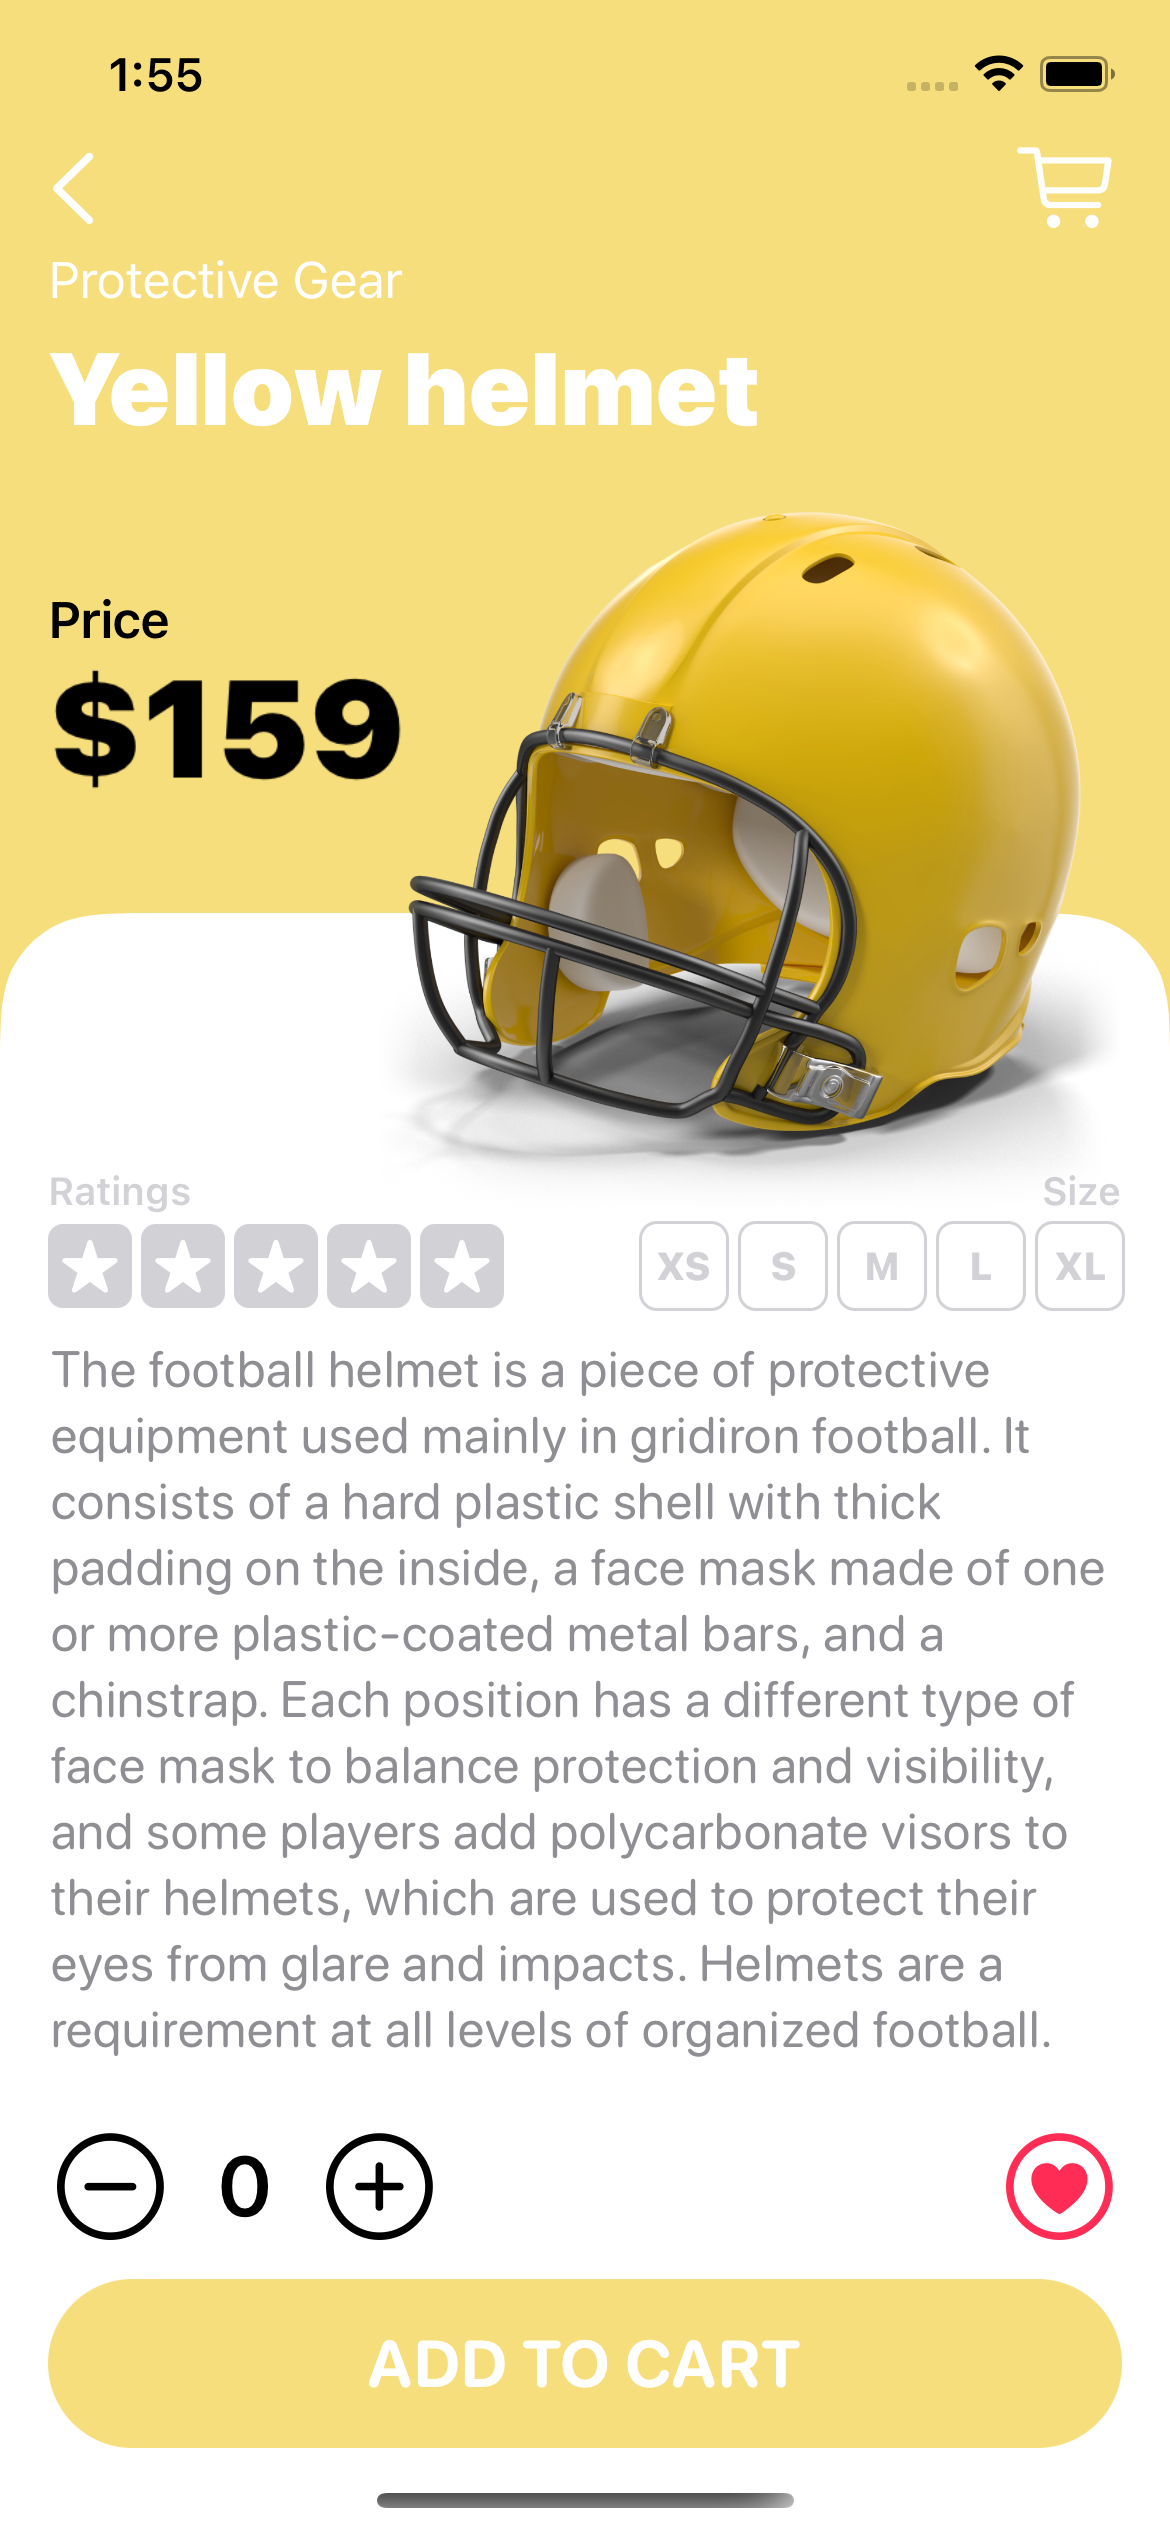 1:55
Protective Gear
Yellow helmet
Price
$159
Ratings
Size
XS S M L XL
The football helmet is a piece of protective
equipment used mainly in gridiron football. It
consists of a hard plastic shell with thick
padding on the inside, a face mask made of one
or more plastic-coated metal bars, and a
chinstrap. Each position has a different type of
face mask to balance protection and visibility,
and some players add polycarbonate visors to
their helmets, which are used to protect their
eyes from glare and impacts. Helmets are a
requirement at all levels of organized football.
0
ADD TO CART